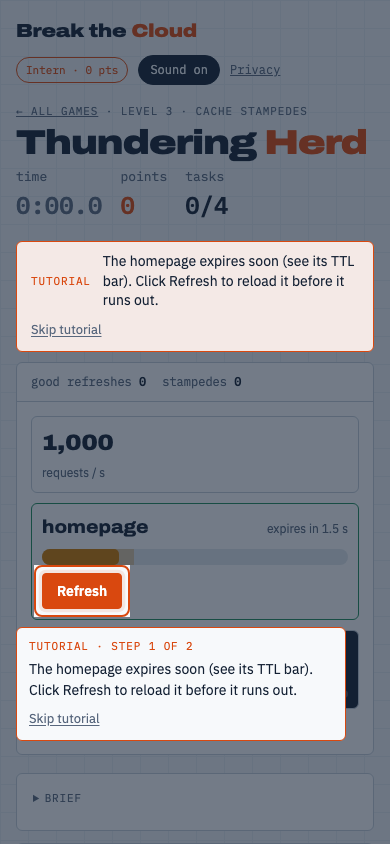 Break the Cloud
Intern · 0 pts
Sound on
Privacy
← ALL GAMES · LEVEL 3 · CACHE STAMPEDES
Thundering Herd
time points tasks
0:00.0 0 0/4
TUTORIAL
The homepage expires soon (see its TTL
bar). Click Refresh to reload it before it
runs out.
Skip tutorial
good refreshes 0 stampedes 0
1,000
requests / s
homepage
expires in 1.5 s
Refresh
TUTORIAL · STEP 1 OF 2
The homepage expires soon (see its TTL bar).
Click Refresh to reload it before it runs out.
Skip tutorial
▶ BRIEF